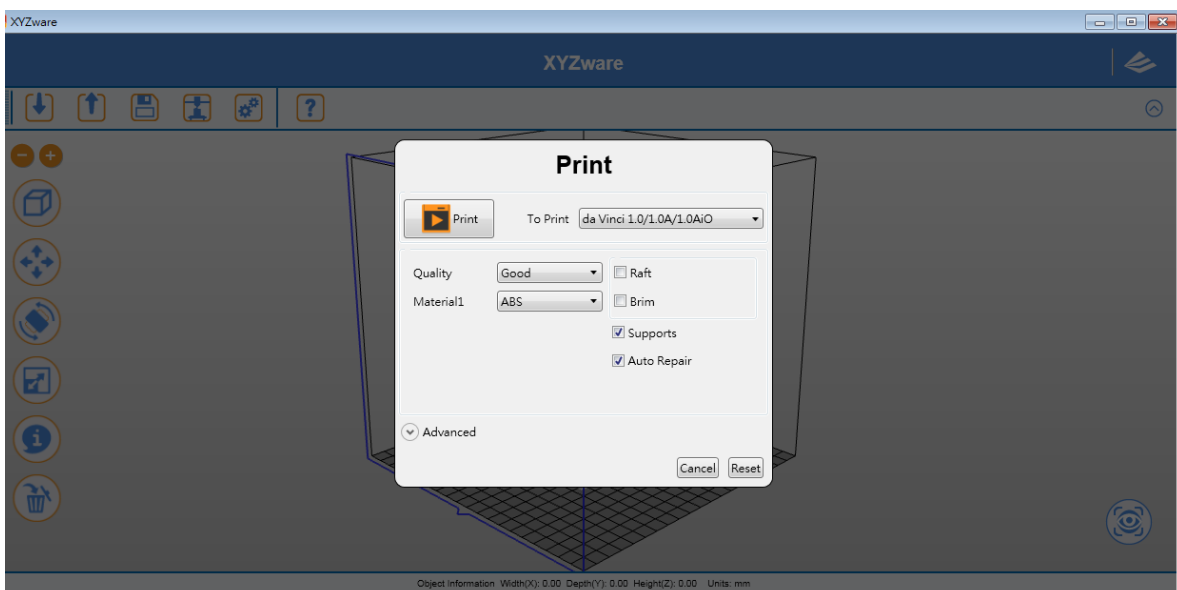 XYZware
XYZware
?
Print
Print To Print da Vinci 1.0/1.0A/1.0AiO
Quality Good Raft
Material1 ABS Brim
Supports
Auto Repair
Advanced
Cancel Reset
Object Information Width(X): 0.00 Depth(Y): 0.00 Height(Z): 0.00 Units: mm